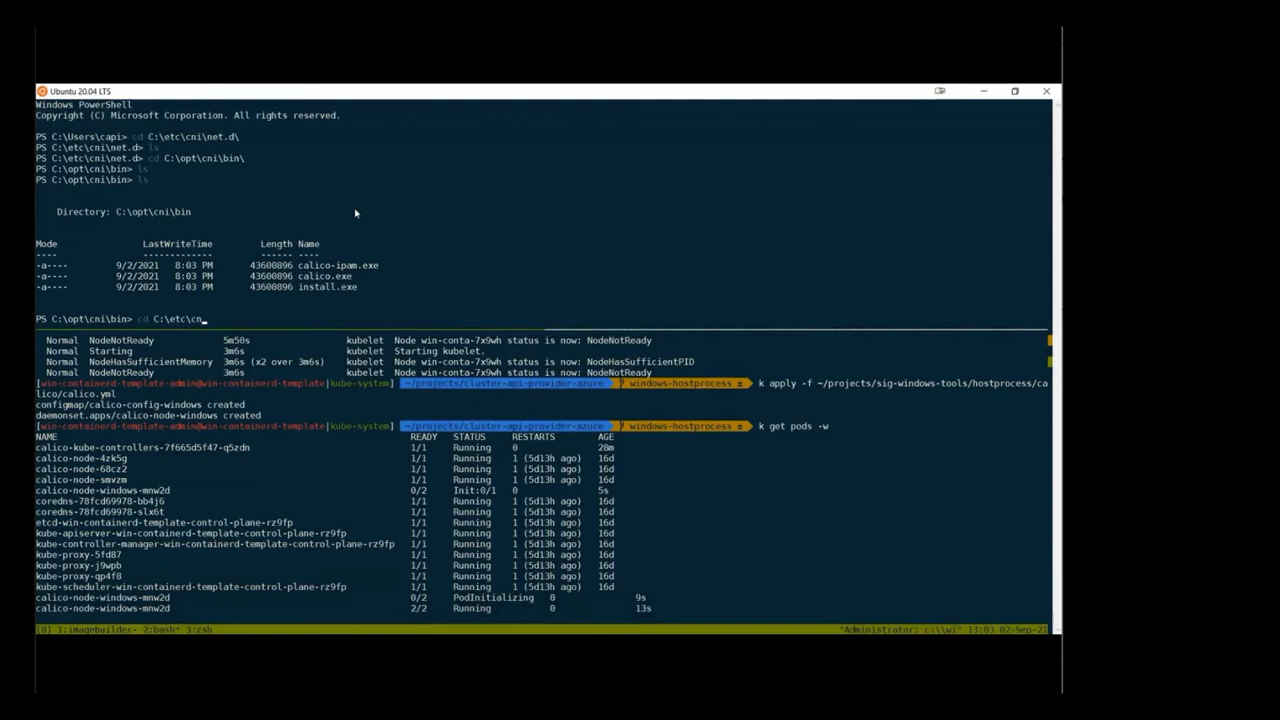 Ubuntu 20.04 LTS
Windows PowerShell
Copyright (C) Microsoft Corporation. All rights reserved.
PS C:\Users\capi> cd C:\etc\cni\net.d\
PS C:\etc\cni\net.d> ls
PS C:\etc\cni\net.d> cd C:\opt\cni\bin\
PS C:\opt\cni\bin> ls
PS C:\opt\cni\bin> ls
Directory: C:\opt\cni\bin
Mode LastWriteTime Length Name
---- ------------- ------ ----
-a---- 9/2/2021 8:03 PM 43600896 calico-ipam.exe
-a---- 9/2/2021 8:03 PM 43600896 calico.exe
-a---- 9/2/2021 8:03 PM 43600896 install.exe
PS C:\opt\cni\bin> cd C:\etc\cn
Normal NodeNotReady 5m50s kubelet Node win-conta-7x9wh status is now: NodeNotReady
Normal Starting 3m6s kubelet Starting kubelet.
Normal NodeHasSufficientMemory 3m6s (x2 over 3m6s) kubelet Node win-conta-7x9wh status is now: NodeHasSufficientPID
Normal NodeNotReady 3m6s kubelet Node win-conta-7x9wh status is now: NodeNotReady
[win-containerd-template-admin@win-containerd-template|kube-system] ~/projects/cluster-api-provider-azure windows-hostprocess ± k apply -f ~/projects/sig-windows-tools/hostprocess/ca
lico/calico.yml
configmap/calico-config-windows created
daemonset.apps/calico-node-windows created
[win-containerd-template-admin@win-containerd-template|kube-system] ~/projects/cluster-api-provider-azure windows-hostprocess ± k get pods -w
NAME READY STATUS RESTARTS AGE
calico-kube-controllers-7f665d5f47-q5zdn 1/1 Running 0 28m
calico-node-4zk5g 1/1 Running 1 (5d13h ago) 16d
calico-node-68cz2 1/1 Running 1 (5d13h ago) 16d
calico-node-smvzm 1/1 Running 1 (5d13h ago) 16d
calico-node-windows-mnw2d 0/2 Init:0/1 0 5s
coredns-78fcd69978-bb4j6 1/1 Running 1 (5d13h ago) 16d
coredns-78fcd69978-slx6t 1/1 Running 1 (5d13h ago) 16d
etcd-win-containerd-template-control-plane-rz9fp 1/1 Running 1 (5d13h ago) 16d
kube-apiserver-win-containerd-template-control-plane-rz9fp 1/1 Running 1 (5d13h ago) 16d
kube-controller-manager-win-containerd-template-control-plane-rz9fp 1/1 Running 1 (5d13h ago) 16d
kube-proxy-5fd87 1/1 Running 1 (5d13h ago) 16d
kube-proxy-j9wpb 1/1 Running 1 (5d13h ago) 16d
kube-proxy-qp4f8 1/1 Running 1 (5d13h ago) 16d
kube-scheduler-win-containerd-template-control-plane-rz9fp 1/1 Running 1 (5d13h ago) 16d
calico-node-windows-mnw2d 0/2 PodInitializing 0 9s
calico-node-windows-mnw2d 2/2 Running 0 13s
[0] 1:imagebuilder- 2:bash* 3:zsh "Administrator: c:\\wi" 13:03 02-Sep-21